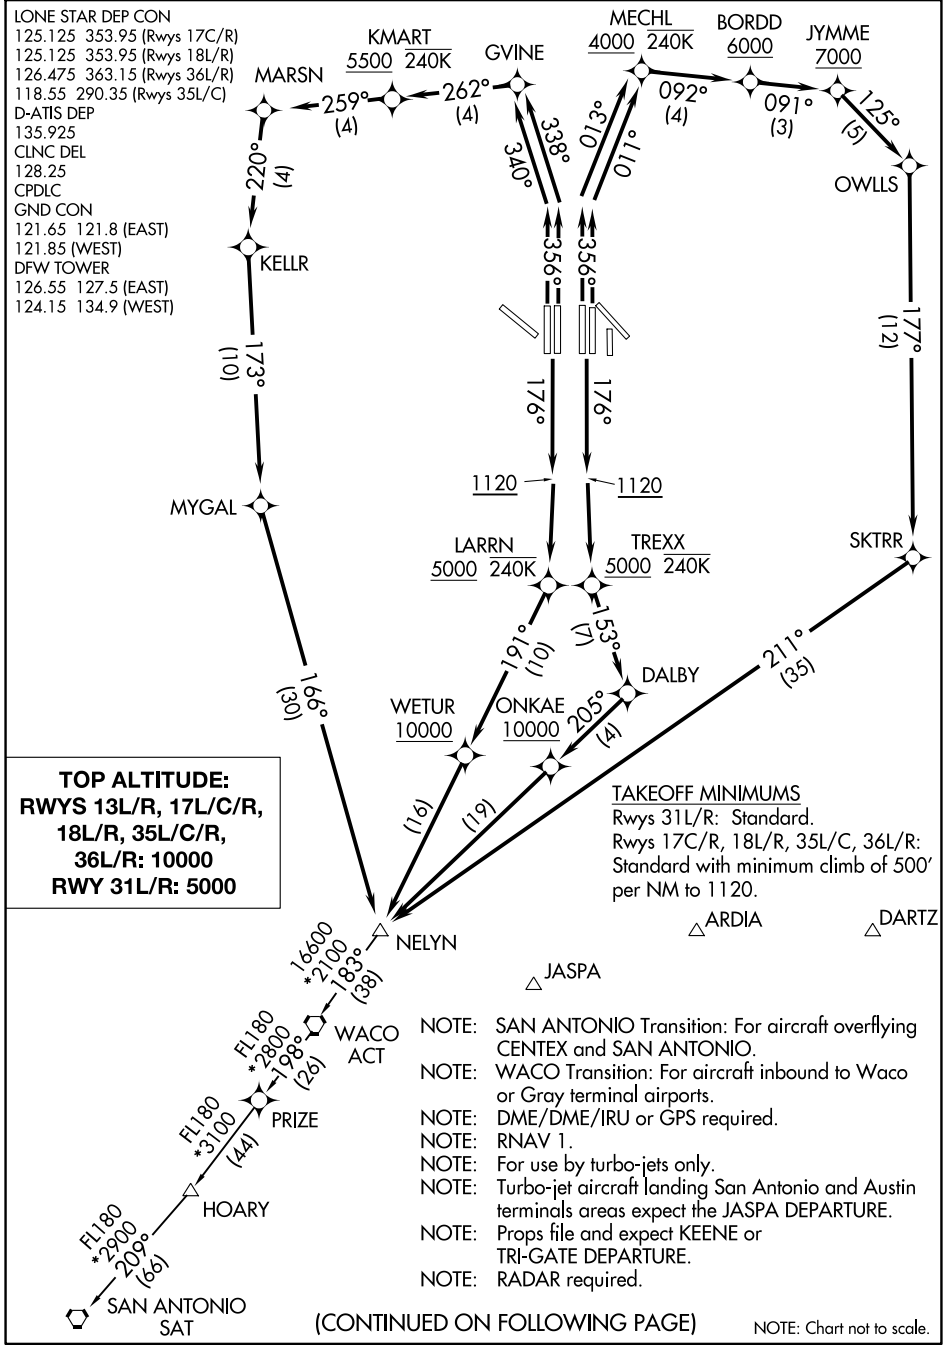 LONE STAR DEP CON
125.125 353.95 (Rwys 17C/R)
125.125 353.95 (Rwys 18L/R)
126.475 363.15 (Rwys 36L/R)
118.55 290.35 (Rwys 35L/C)
D-ATIS DEP
135.925
CLNC DEL
128.25
CPDLC
GND CON
121.65 121.8 (EAST)
121.85 (WEST)
DFW TOWER
126.55 127.5 (EAST)
124.15 134.9 (WEST)
MARSN
KMART
5500 240K
GVINE
MECHL
4000 240K
BORDD
6000
JYMME
7000
259°
(4)
262°
(4)
340°
338°
013°
011°
092°
(4)
091°
(3)
125°
(5)
OWLLS
220°
(4)
KELLR
356°
356°
177°
(12)
173°
(10)
176°
176°
1120
1120
MYGAL
LARRN
5000 240K
TREXX
5000 240K
SKTRR
191°
(10)
153°
(7)
211°
(35)
166°
(30)
WETUR
10000
ONKAE
10000
DALBY
205°
(4)
(16)
(19)
TOP ALTITUDE:
RWYS 13L/R, 17L/C/R,
18L/R, 35L/C/R,
36L/R: 10000
RWY 31L/R: 5000
TAKEOFF MINIMUMS
Rwys 31L/R: Standard.
Rwys 17C/R, 18L/R, 35L/C, 36L/R:
Standard with minimum climb of 500'
per NM to 1120.
NELYN
ARDIA
DARTZ
JASPA
16600
*2100
183°
(38)
WACO
ACT
FL180
*2800
198°
(26)
PRIZE
FL180
*3100
(44)
HOARY
FL180
*2900
209°
(66)
SAN ANTONIO
SAT
NOTE: SAN ANTONIO Transition: For aircraft overflying
CENTEX and SAN ANTONIO.
NOTE: WACO Transition: For aircraft inbound to Waco
or Gray terminal airports.
NOTE: DME/DME/IRU or GPS required.
NOTE: RNAV 1.
NOTE: For use by turbo-jets only.
NOTE: Turbo-jet aircraft landing San Antonio and Austin
terminals areas expect the JASPA DEPARTURE.
NOTE: Props file and expect KEENE or
TRI-GATE DEPARTURE.
NOTE: RADAR required.
(CONTINUED ON FOLLOWING PAGE)
NOTE: Chart not to scale.